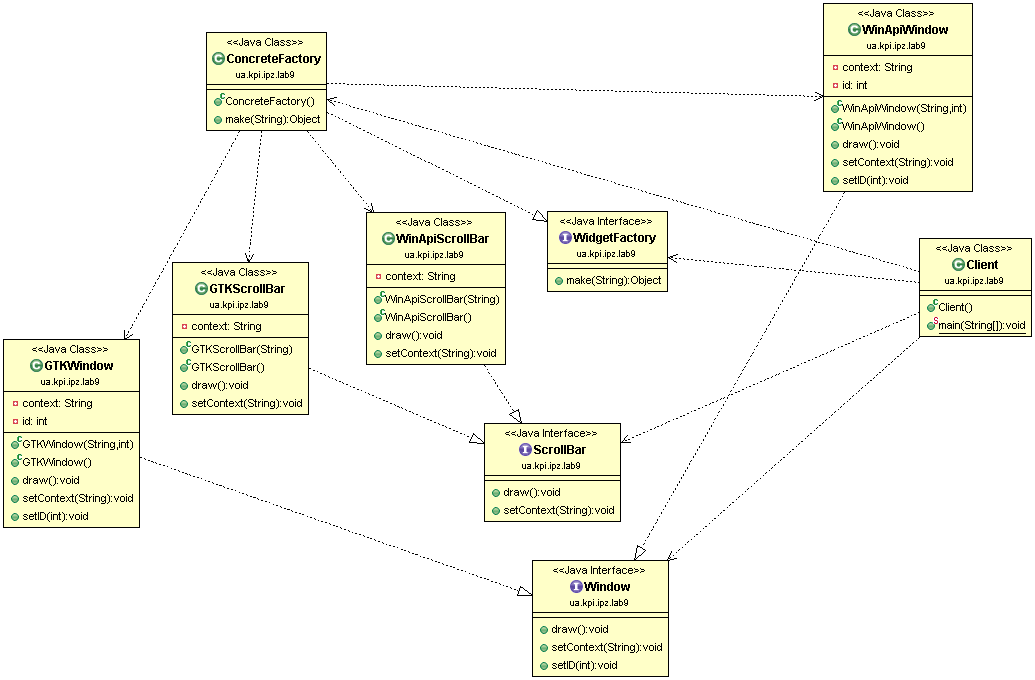 <<Java Class>>
ConcreteFactory
ua.kpi.ipz.lab9
ConcreteFactory()
make(String):Object
<<Java Class>>
WinApiWindow
ua.kpi.ipz.lab9
context: String
id: int
WinApiWindow(String,int)
WinApiWindow()
draw():void
setContext(String):void
setID(int):void
<<Java Class>>
WinApiScrollBar
ua.kpi.ipz.lab9
context: String
WinApiScrollBar(String)
WinApiScrollBar()
draw():void
setContext(String):void
<<Java Interface>>
WidgetFactory
ua.kpi.ipz.lab9
make(String):Object
<<Java Class>>
Client
ua.kpi.ipz.lab9
Client()
main(String[]):void
<<Java Class>>
GTKScrollBar
ua.kpi.ipz.lab9
context: String
GTKScrollBar(String)
GTKScrollBar()
draw():void
setContext(String):void
<<Java Class>>
GTKWindow
ua.kpi.ipz.lab9
context: String
id: int
GTKWindow(String,int)
GTKWindow()
draw():void
setContext(String):void
setID(int):void
<<Java Interface>>
ScrollBar
ua.kpi.ipz.lab9
draw():void
setContext(String):void
<<Java Interface>>
Window
ua.kpi.ipz.lab9
draw():void
setContext(String):void
setID(int):void